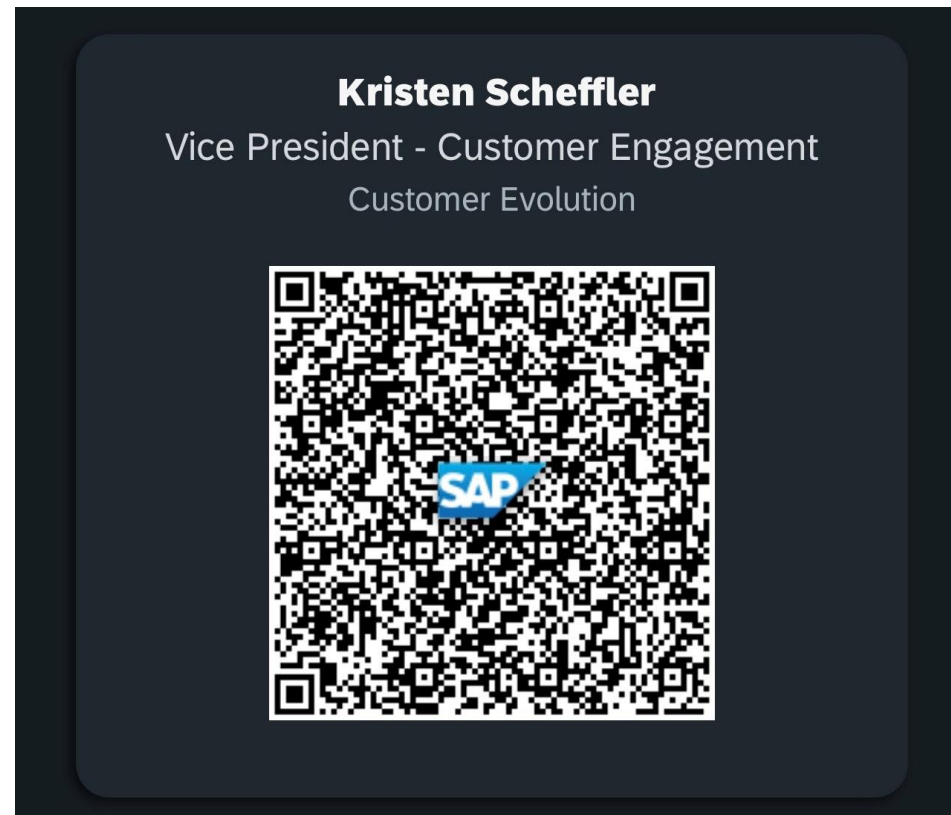 Kristen Scheffler
Vice President - Customer Engagement
Customer Evolution
SAP